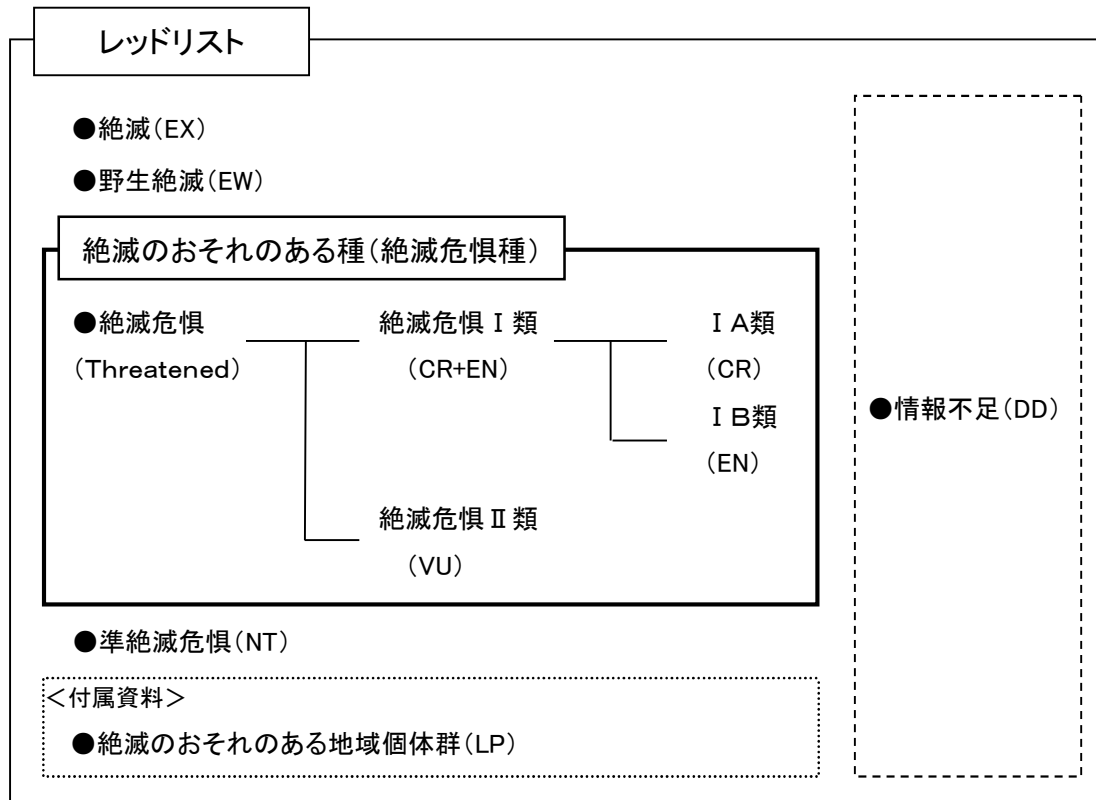 レッドリスト
●絶滅(EX)
●野生絶滅(EW)
絶滅のおそれのある種(絶滅危惧種)
●絶滅危惧 絶滅危惧Ⅰ類 ⅠA類
(Threatened) (CR+EN) (CR)
ⅠB類
(EN)
絶滅危惧Ⅱ類
(VU)
●準絶滅危惧(NT)
<付属資料>
●絶滅のおそれのある地域個体群(LP)
●情報不足(DD)